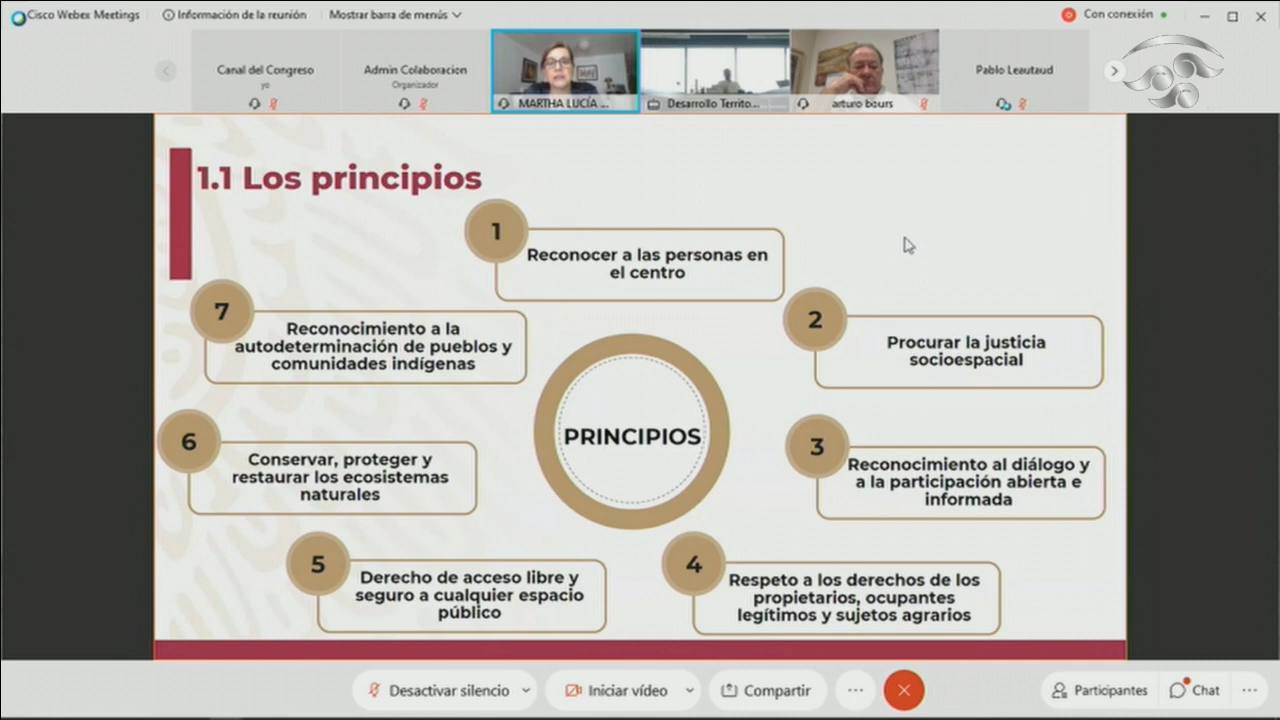 Cisco Webex Meetings
Información de la reunión
Mostrar barra de menús
Con conexión
Canal del Congreso
yo
Admin Colaboracion
Organizador
MARTHA LUCÍA ...
Desarrollo Territo...
arturo bours
Pablo Leautaud
1.1 Los principios
1
Reconocer a las personas en
el centro
2
Procurar la justicia
socioespacial
3
Reconocimiento al diálogo y
a la participación abierta e
informada
4
Respeto a los derechos de los
propietarios, ocupantes
legítimos y sujetos agrarios
5
Derecho de acceso libre y
seguro a cualquier espacio
público
6
Conservar, proteger y
restaurar los ecosistemas
naturales
7
Reconocimiento a la
autodeterminación de pueblos y
comunidades indígenas
PRINCIPIOS
Desactivar silencio
Iniciar vídeo
Compartir
Participantes
Chat